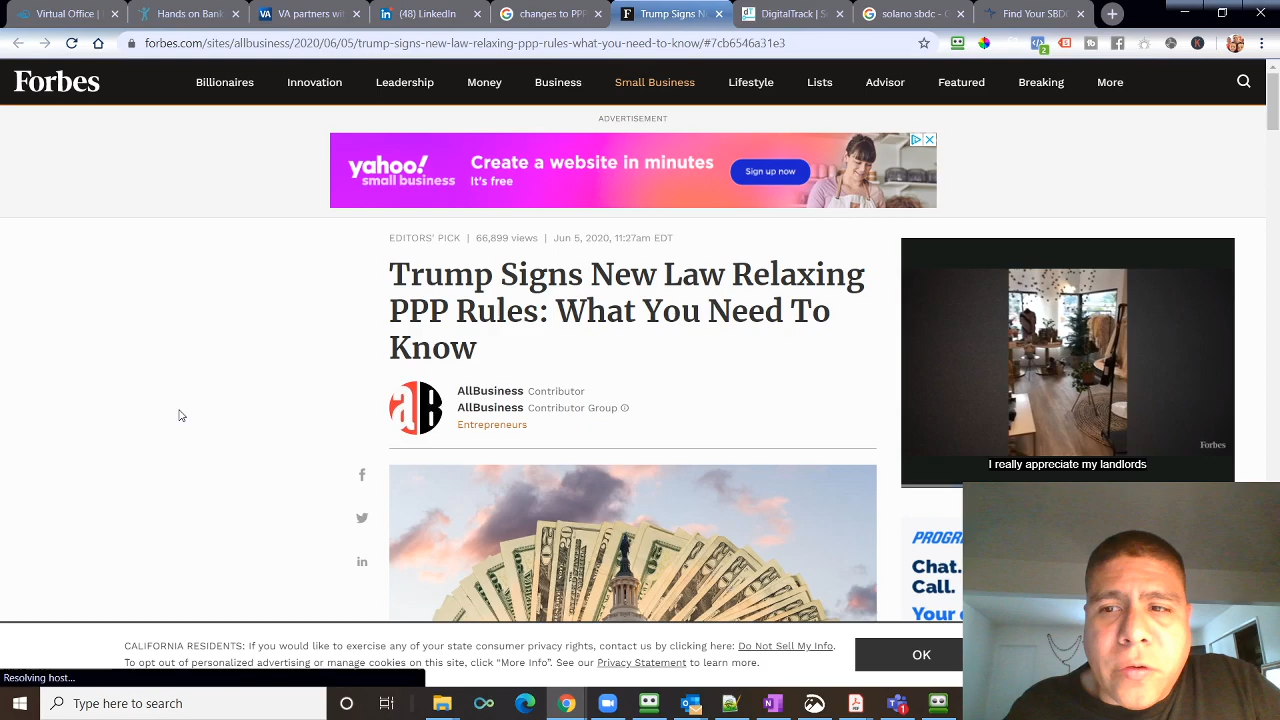 Virtual Office |
Hands on Bank
VA partners wit
(48) LinkedIn
changes to PPP
Trump Signs Ne
DigitalTrack | Se
solano sbdc - G
Find Your SBD
forbes.com/sites/allbusiness/2020/06/05/trump-signs-new-law-relaxing-ppp-rules-what-you-need-to-know/#7cb6546a31e3
Forbes
Billionaires
Innovation
Leadership
Money
Business
Small Business
Lifestyle
Lists
Advisor
Featured
Breaking
More
ADVERTISEMENT
yahoo!
small business
Create a website in minutes
It's free
Sign up now
EDITORS' PICK | 66,899 views | Jun 5, 2020, 11:27am EDT
Trump Signs New Law Relaxing
PPP Rules: What You Need To
Know
AllBusiness Contributor
AllBusiness Contributor Group
Entrepreneurs
Forbes
I really appreciate my landlords
PROGR
Chat.
Call.
CALIFORNIA RESIDENTS: If you would like to exercise any of your state consumer privacy rights, contact us by clicking here: Do Not Sell My Info.
To opt out of personalized advertising or manage cookies on this site, click "More Info". See our Privacy Statement to learn more.
OK
Resolving host...
Type here to search